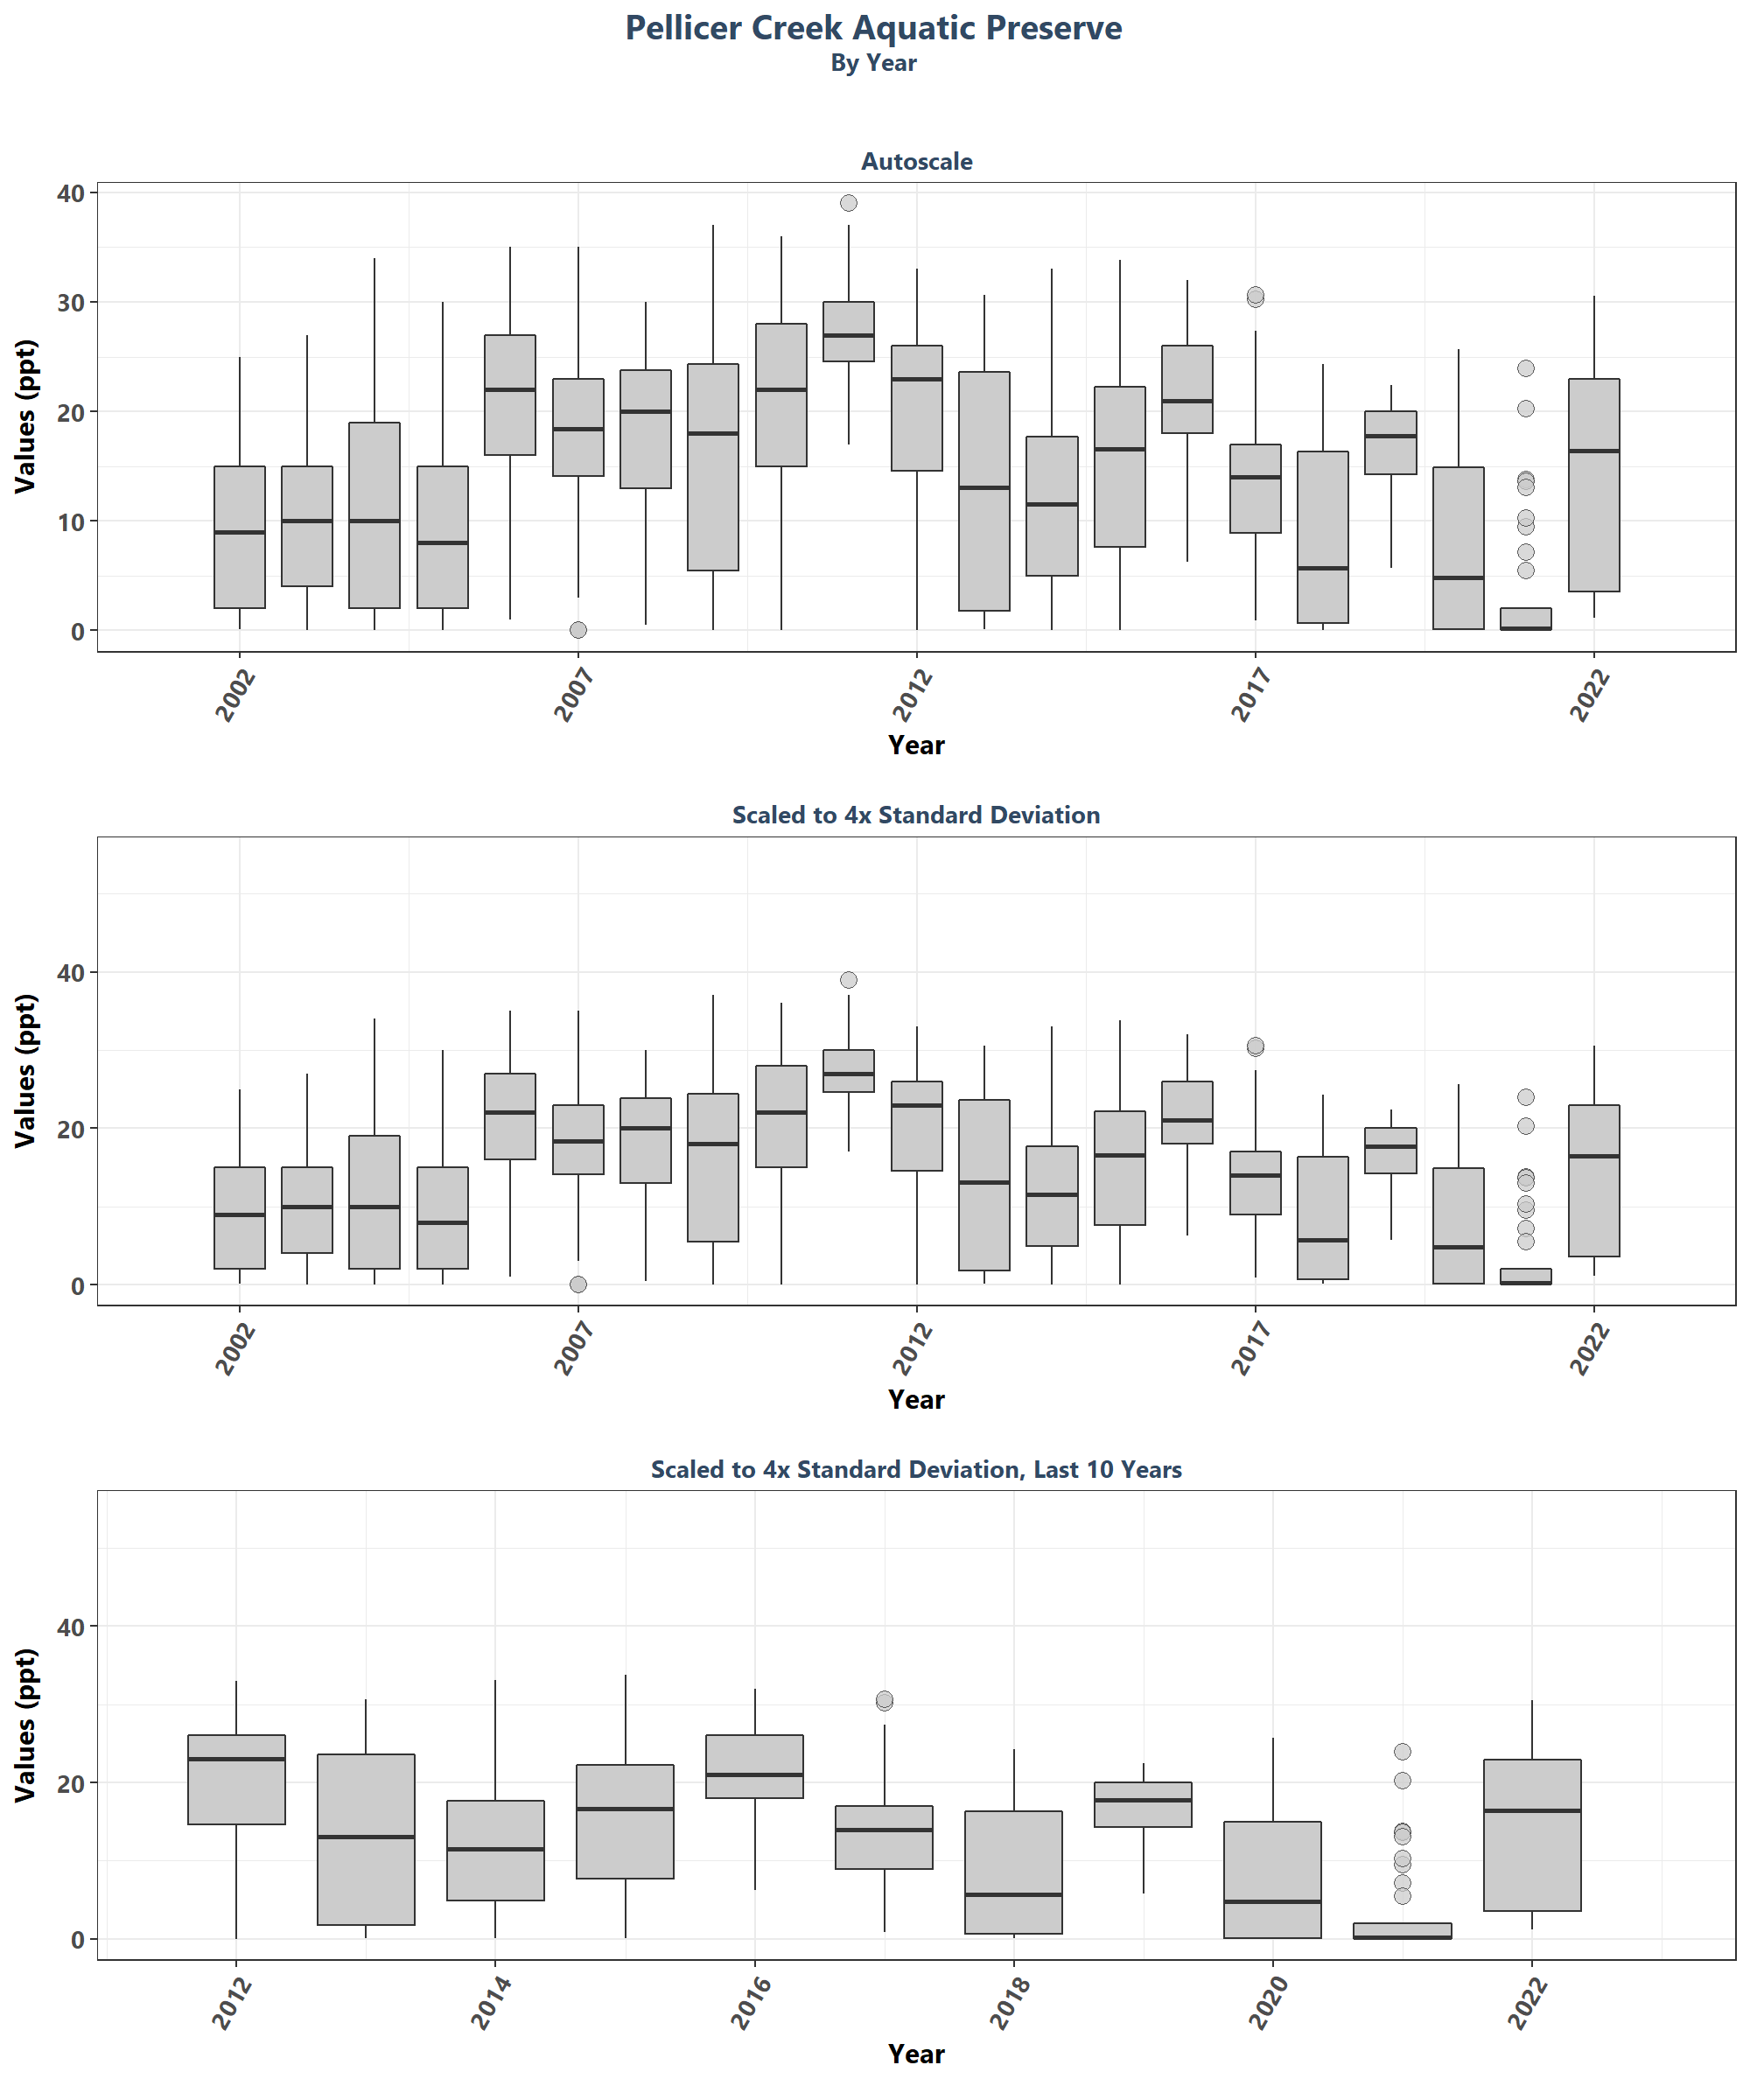 Pellicer Creek Aquatic Preserve
By Year
Autoscale
Values (ppt)
40
30
20
10
0
2002
2007
2012
2017
2022
Year
Scaled to 4x Standard Deviation
Values (ppt)
40
20
0
2002
2007
2012
2017
2022
Year
Scaled to 4x Standard Deviation, Last 10 Years
Values (ppt)
40
20
0
2012
2014
2016
2018
2020
2022
Year